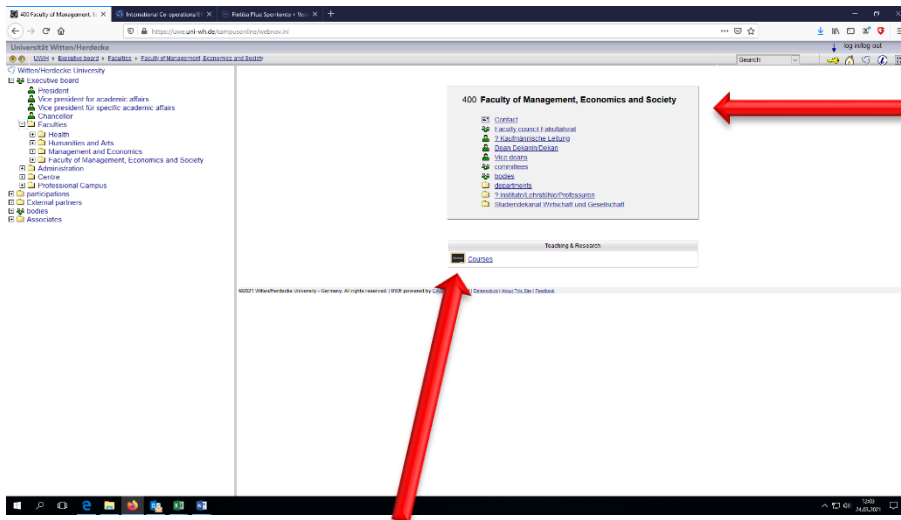 400 Faculty of Management, Ec
International Co-operations
+
https://uwe.uni-wh.de/campusonline/webnav.ini
Universität Witten/Herdecke
log in/log out
UWH › Executive board › Faculties › Faculty of Management, Economics and Society
Search
Witten/Herdecke University
Executive board
President
Vice president for academic affairs
Vice president für specific academic affairs
Chancellor
Faculties
Health
Humanities and Arts
Management and Economics
Faculty of Management, Economics and Society
Administration
Centre
Professional Campus
participations
External partners
bodies
Associates
400 Faculty of Management, Economics and Society
Contact
Faculty council Fakultätsrat
? Kaufmännische Leitung
Dean Dekanin/Dekan
Vice deans
committees
bodies
departments
? Institute/Lehrstühle/Professuren
Studiendekanat Wirtschaft und Gesellschaft
Teaching & Research
Courses
©2021 Witten/Herdecke University - Germany. All rights reserved. | UWE powered by | Datenschutz | About This Site | Feedback
12:03
24.03.2021